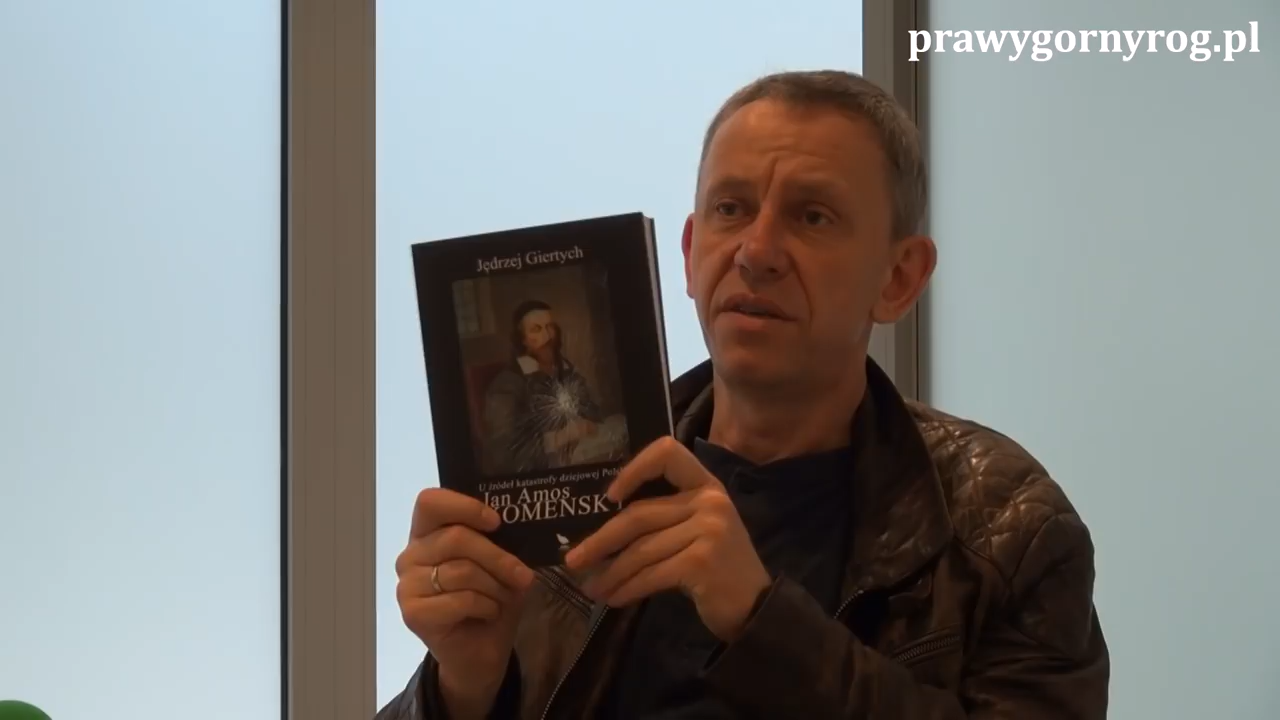 prawygornyrog.pl
Jędrzej Giertych
U źródeł katastrofy dziejowej
Jan Amos